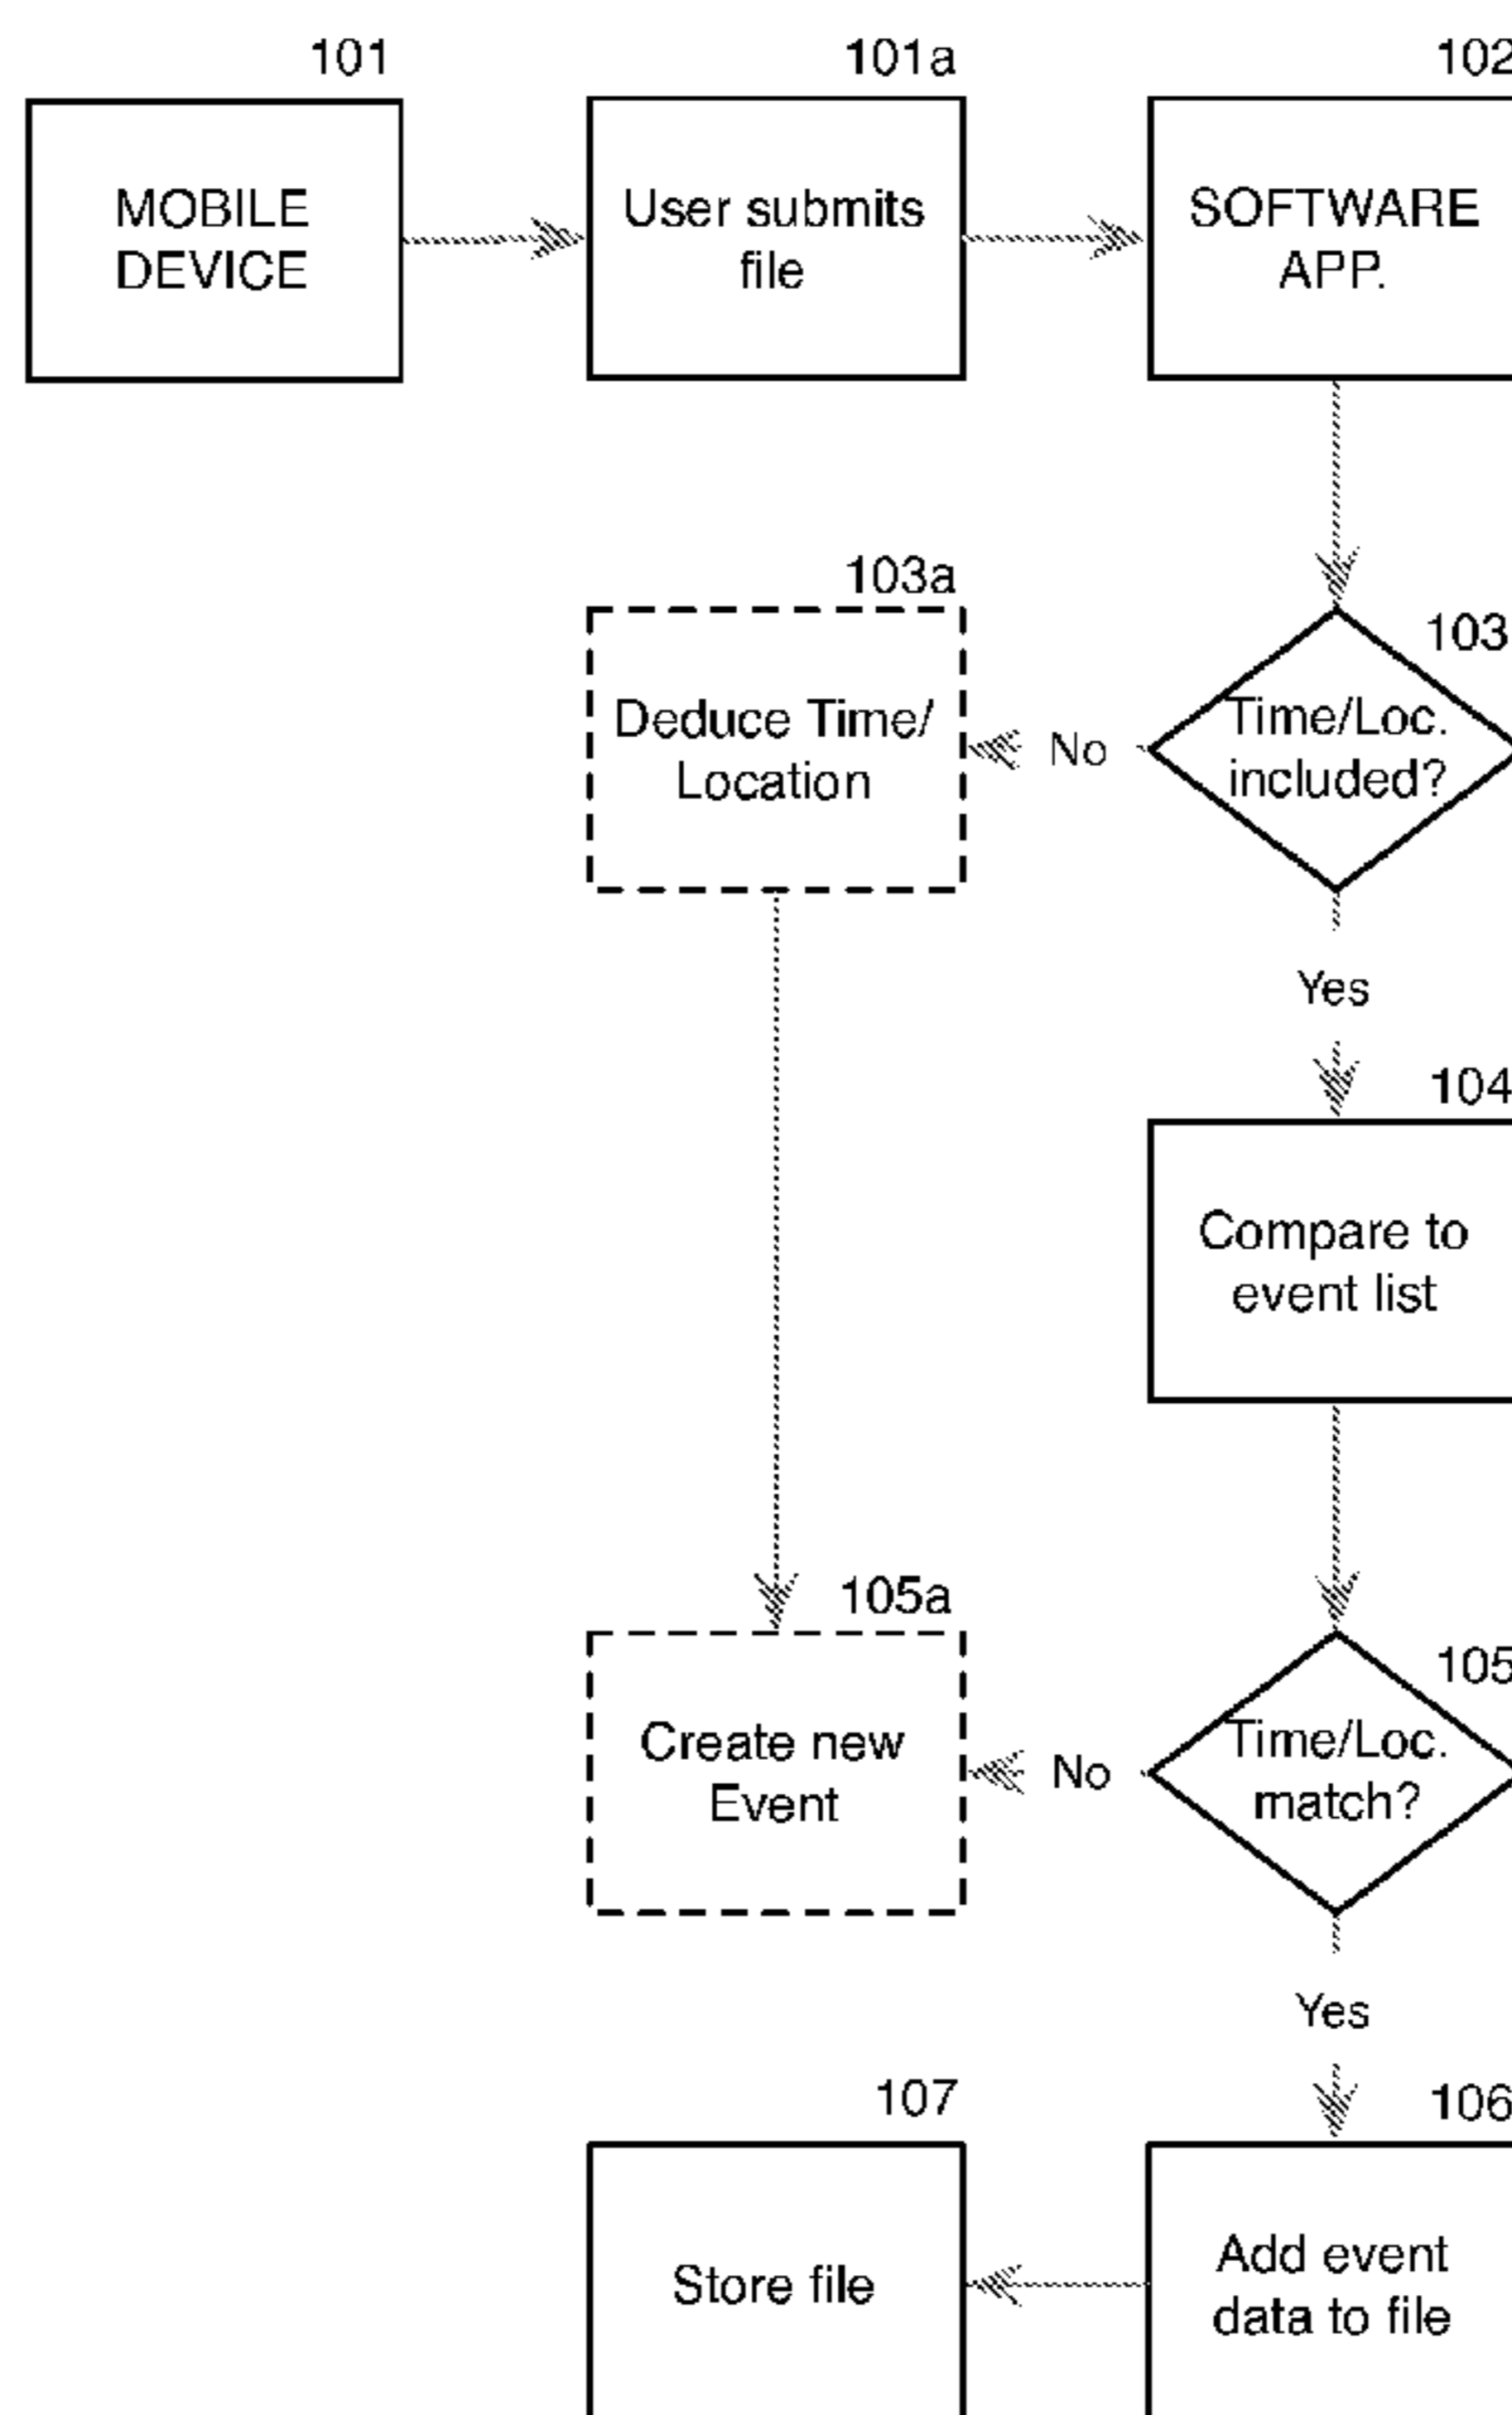 101
101a
102
MOBILE
DEVICE
User submits
file
SOFTWARE
APP.
103a
103
Deduce Time/
Location
No
Time/Loc.
included?
Yes
104
Compare to
event list
105a
105
Create new
Event
No
Time/Loc.
match?
Yes
107
106
Store file
Add event
data to file